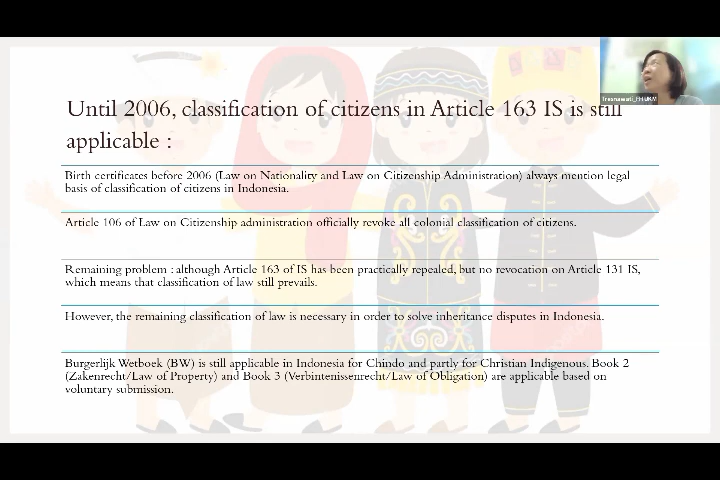 Until 2006, classification of citizens in Article 163 IS is still
applicable :
Tresnawati_FH UKM
Birth certificates before 2006 (Law on Nationality and Law on Citizenship Administration) always mention legal
basis of classification of citizens in Indonesia.
Article 106 of Law on Citizenship administration officially revoke all colonial classification of citizens.
Remaining problem : although Article 163 of IS has been practically repealed, but no revocation on Article 131 IS,
which means that classification of law still prevails.
However, the remaining classification of law is necessary in order to solve inheritance disputes in Indonesia.
Burgerlijk Wetboek (BW) is still applicable in Indonesia for Chindo and partly for Christian Indigenous. Book 2
(Zakenrecht/Law of Property) and Book 3 (Verbintenissenrecht/Law of Obligation) are applicable based on
voluntary submission.